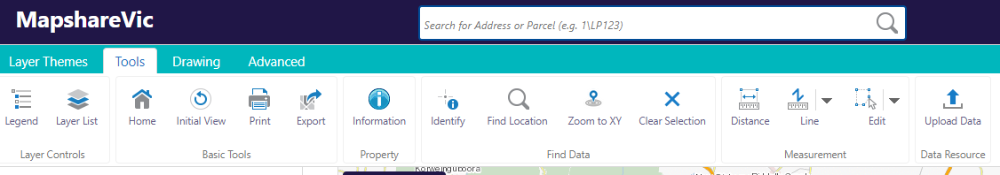 MapshareVic
Search for Address or Parcel (e.g. 1\LP123)
Layer Themes Tools Drawing Advanced
Legend Layer List Home Initial View Print Export Information Identify Find Location Zoom to XY Clear Selection Distance Line Edit Upload Data
Layer Controls Basic Tools Property Find Data Measurement Data Resource
Korweinguboora